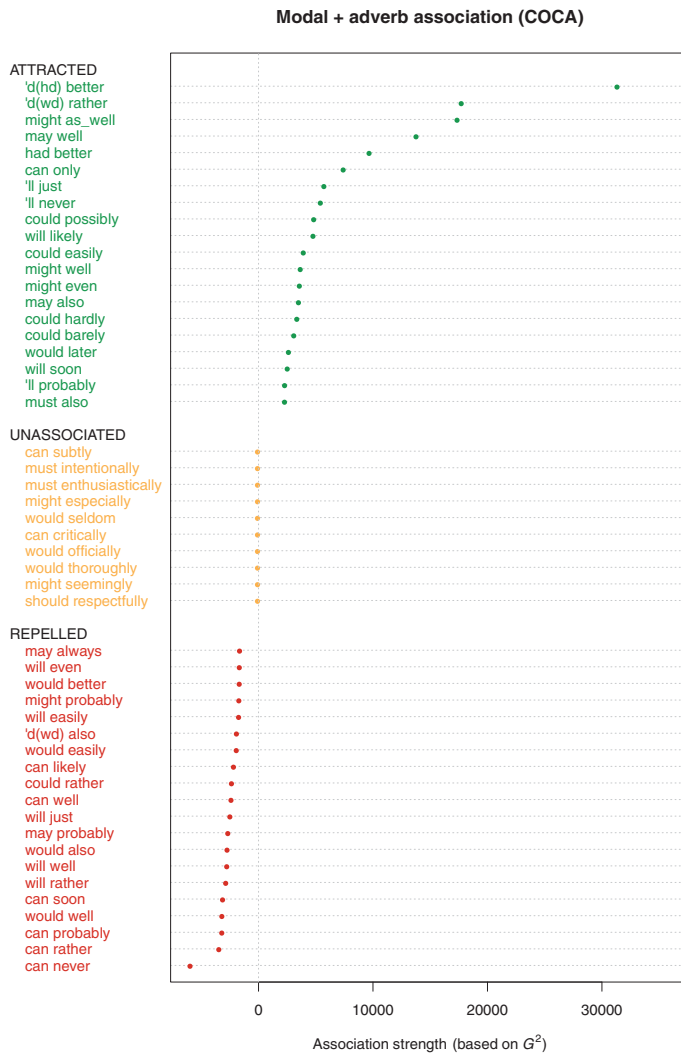 Modal + adverb association (COCA)
ATTRACTED
'd(hd) better
'd(wd) rather
might as_well
may well
had better
can only
'll just
'll never
could possibly
will likely
could easily
might well
might even
may also
could hardly
could barely
would later
will soon
'll probably
must also
UNASSOCIATED
can subtly
must intentionally
must enthusiastically
might especially
would seldom
can critically
would officially
would thoroughly
might seemingly
should respectfully
REPELLED
may always
will even
would better
might probably
will easily
'd(wd) also
would easily
can likely
could rather
can well
will just
may probably
would also
will well
will rather
can soon
would well
can probably
can rather
can never
0 10000 20000 30000
Association strength (based on G²)